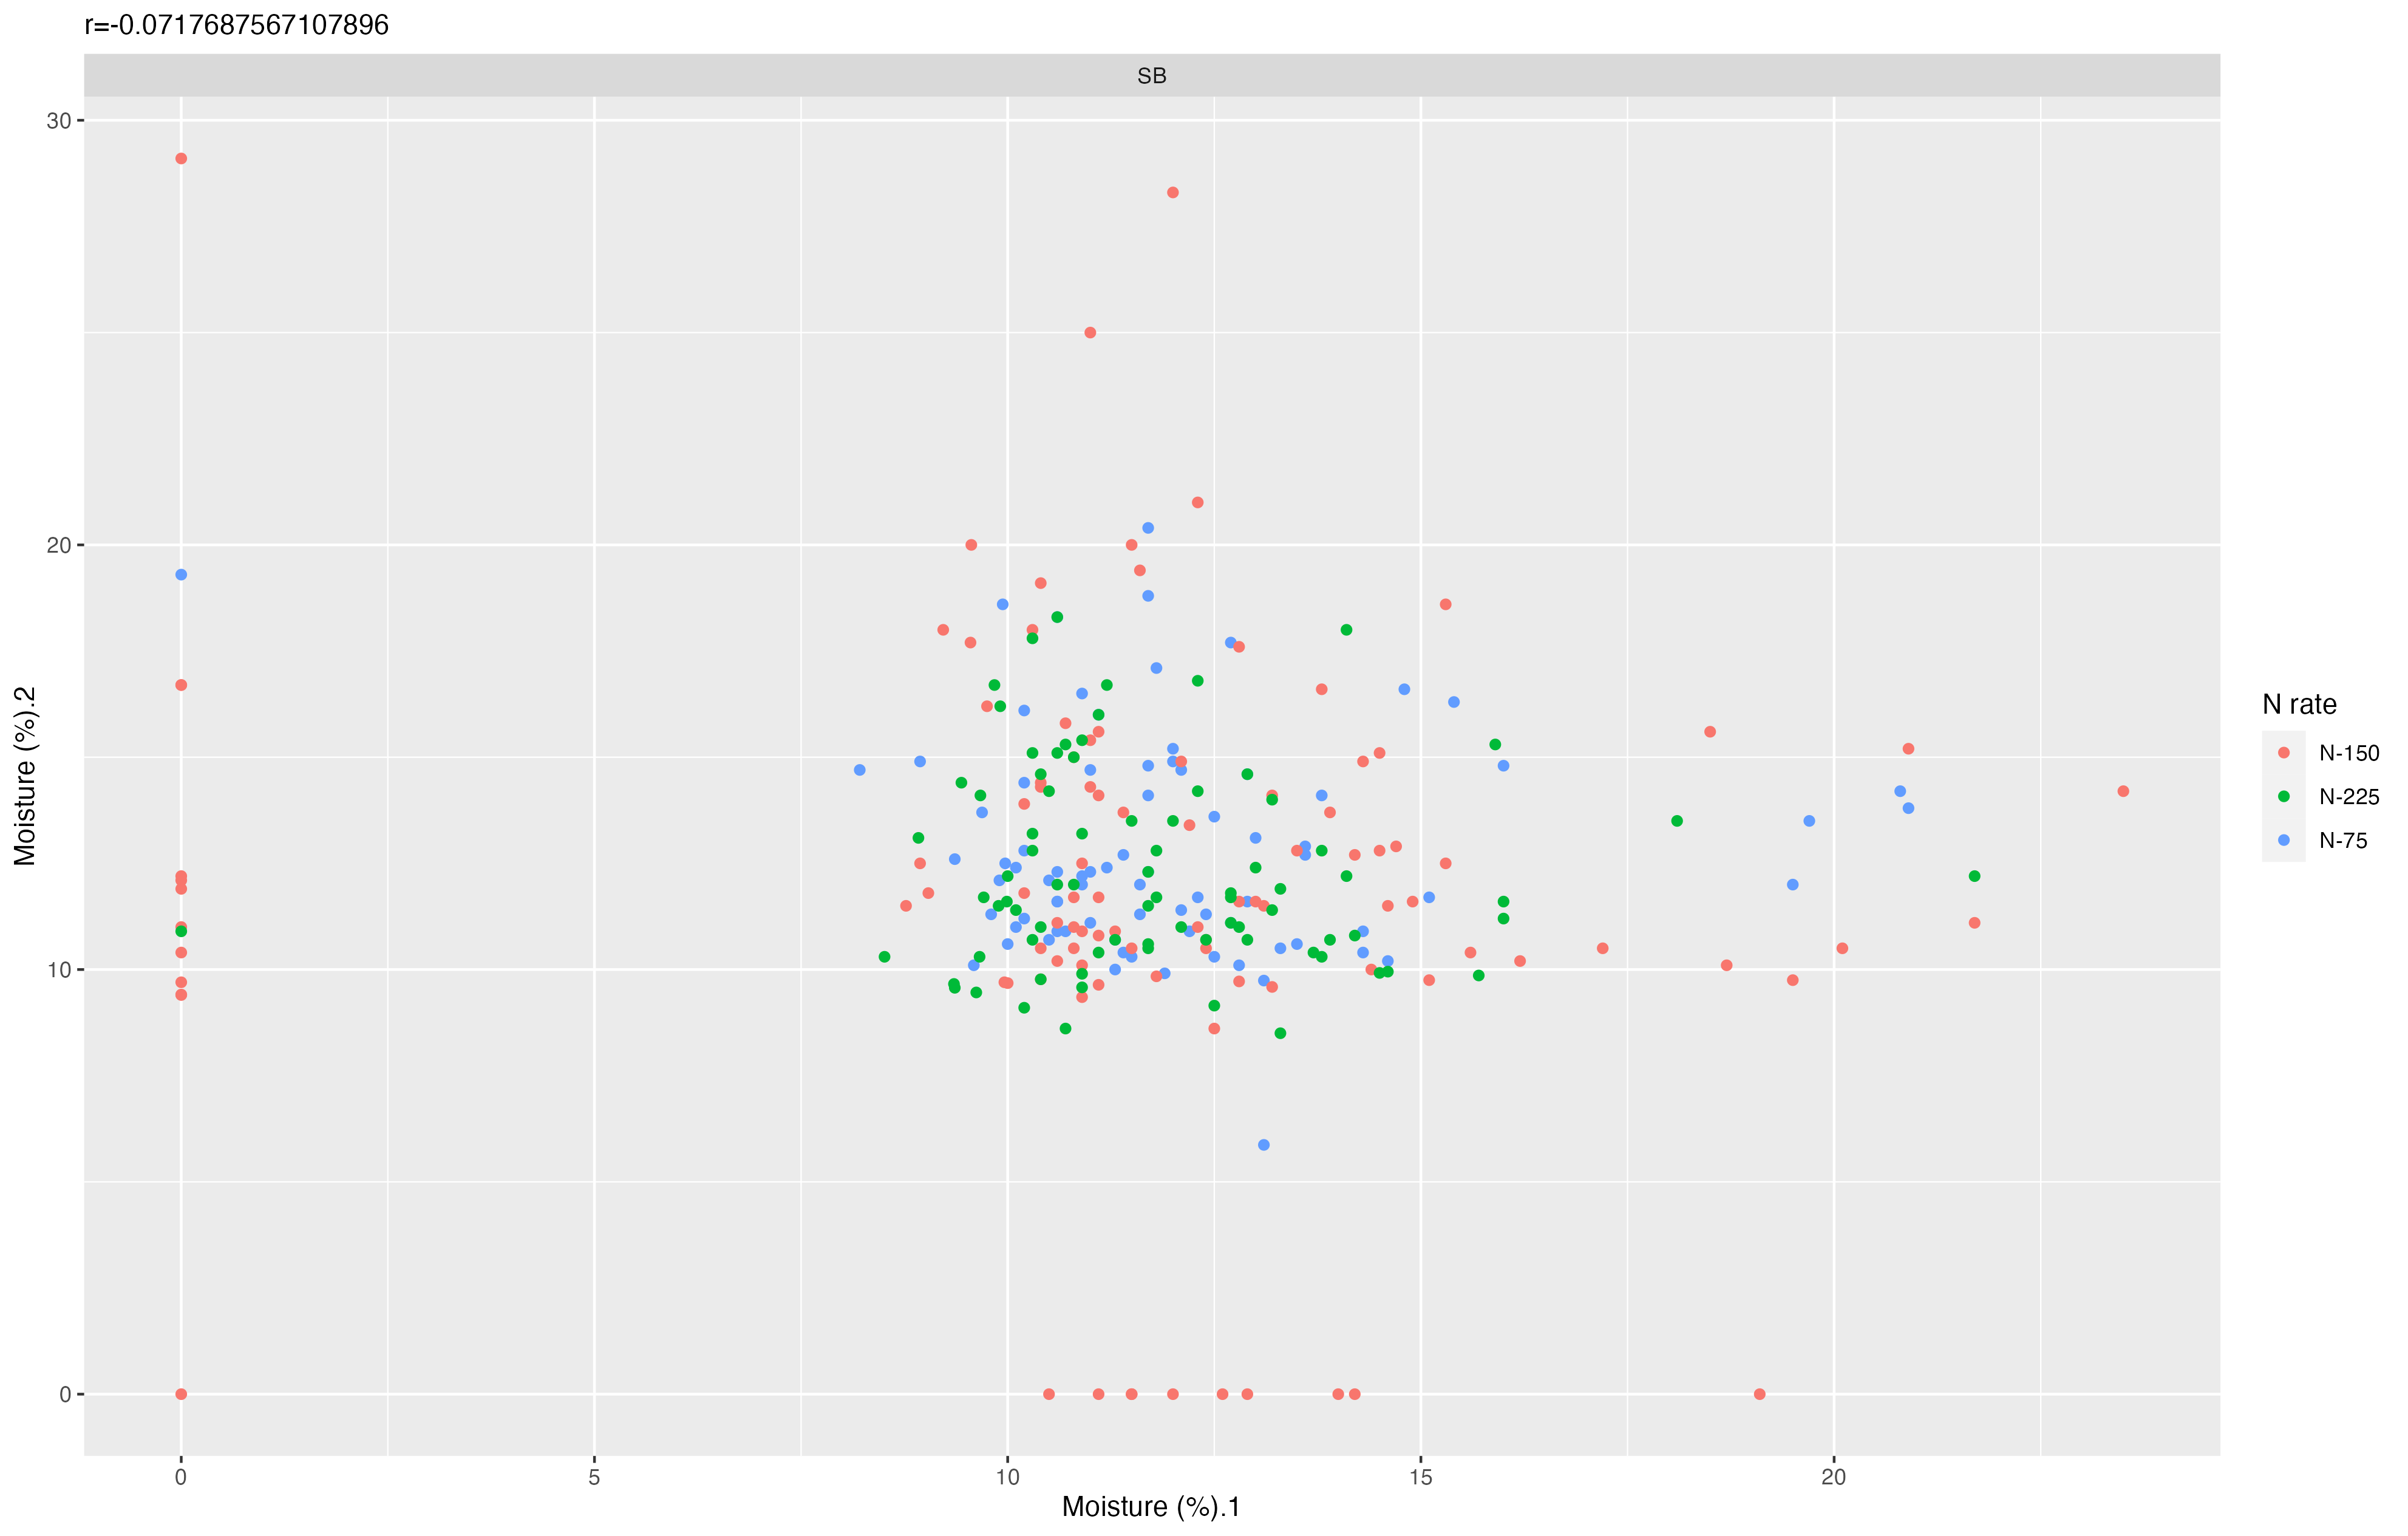 r=-0.0717687567107896
SB
30
20
10
0
Moisture (%).2
0 5 10 15 20
Moisture (%).1
N rate
N-150
N-225
N-75